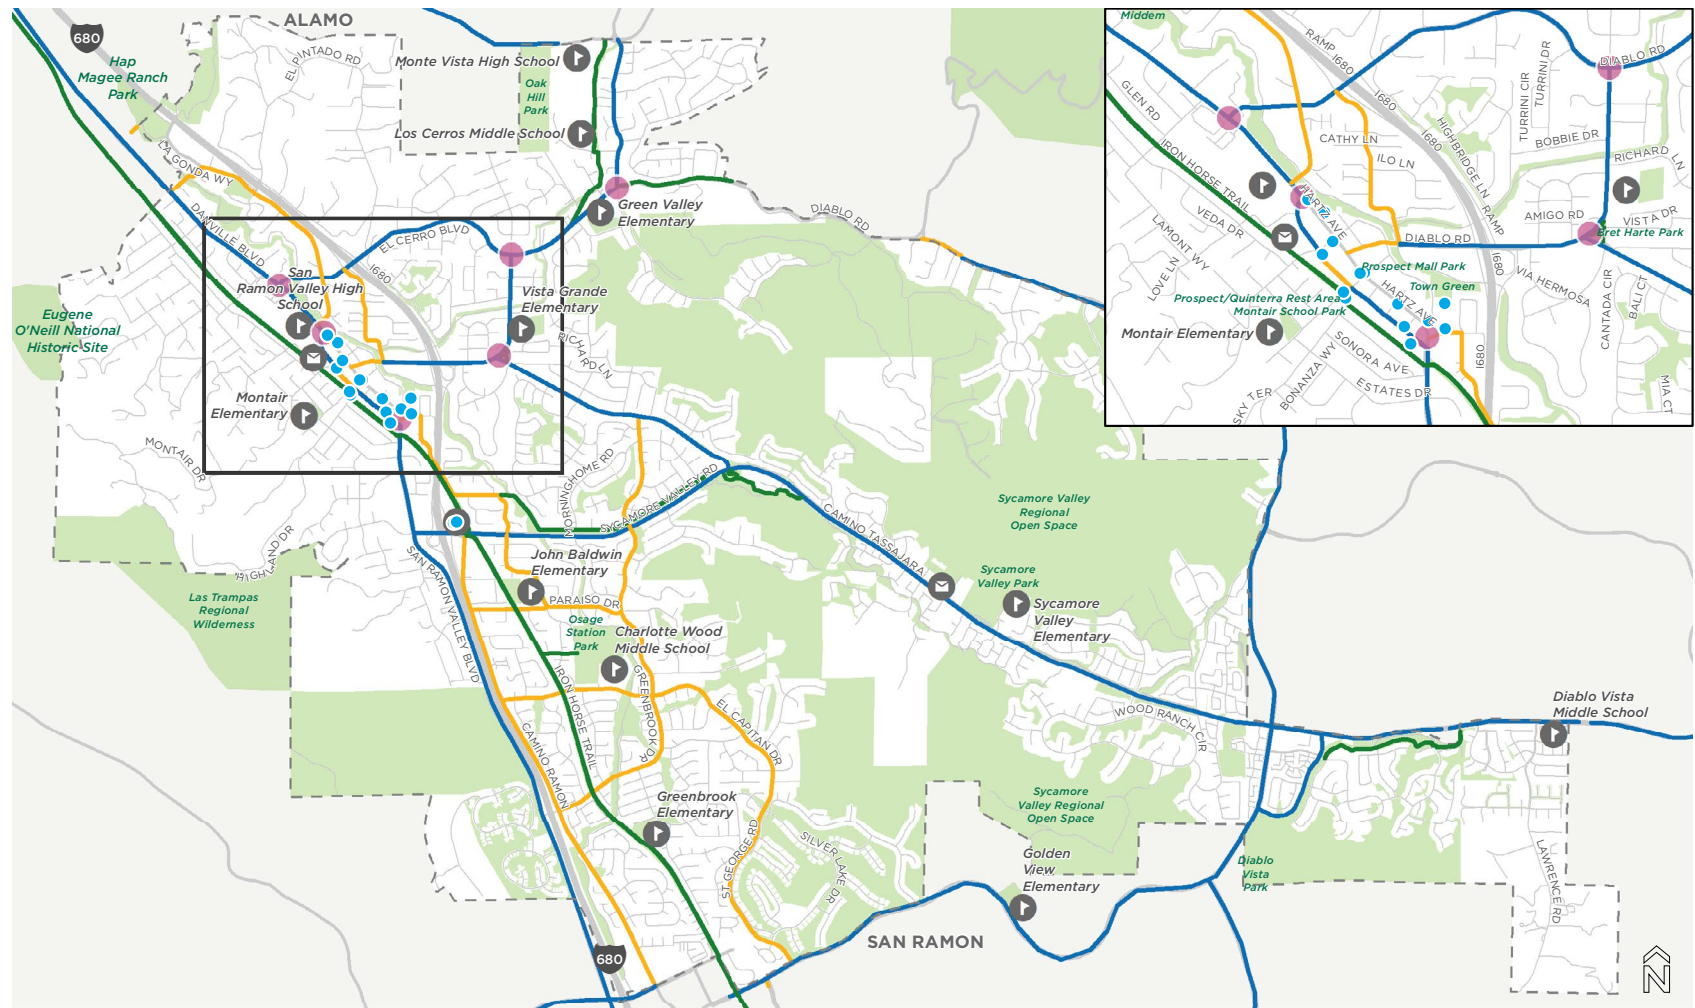 ALAMO
680
Hap
Magee Ranch
Park
EL PINTADO RD
Monte Vista High School
Oak
Hill
Park
Los Cerros Middle School
LA GONDA WY
DANVILLE BLVD
EL CERRO BLVD
I680
Green Valley
Elementary
DIABLO RD
San
Ramon Valley High
School
Vista Grande
Elementary
RICHARD LN
Eugene
O'Neill National
Historic Site
Montair
Elementary
MONTAIR DR
HIGHLAND DR
Las Trampas
Regional
Wilderness
MORNINGHOME RD
SYCAMORE VALLEY RD
CAMINO TASSAJARA
John Baldwin
Elementary
PARAISO DR
Osage
Station
Park
Charlotte Wood
Middle School
SAN RAMON VALLEY BLVD
IRON HORSE TRAIL
GREENBROOK DR
EL CAPITAN DR
CAMINO RAMON
Greenbrook
Elementary
ST GEORGE RD
SILVER LAKE DR
680
SAN RAMON
Sycamore Valley
Regional
Open Space
Sycamore
Valley Park
Sycamore
Valley
Elementary
WOOD RANCH CIR
Diablo Vista
Middle School
Sycamore
Valley Regional
Open Space
Golden
View
Elementary
Diablo
Vista
Park
LAWRENCE RD
N
Middem
RAMP I680
I680
I680
HIGHBRIDGE LN
RAMP
I680
I680
DIABLO RD
TURRINI CIR
TURRINI DR
BOBBIE DR
RICHARD LN
GLEN RD
CATHY LN
ILO LN
IRON HORSE TRAIL
HARTZ AVE
VEDA DR
LAMONT WY
LOVE LN
AMIGO RD
VISTA DR
Bret Harte Park
DIABLO RD
Prospect Mall Park
Town Green
VIA HERMOSA
CANTADA CIR
BALI CT
Prospect/Quinterra Rest Area
Montair School Park
HARTZ AVE
Montair Elementary
SONORA AVE
BONANZA WY
ESTATES DR
SKY TER
MIA CT